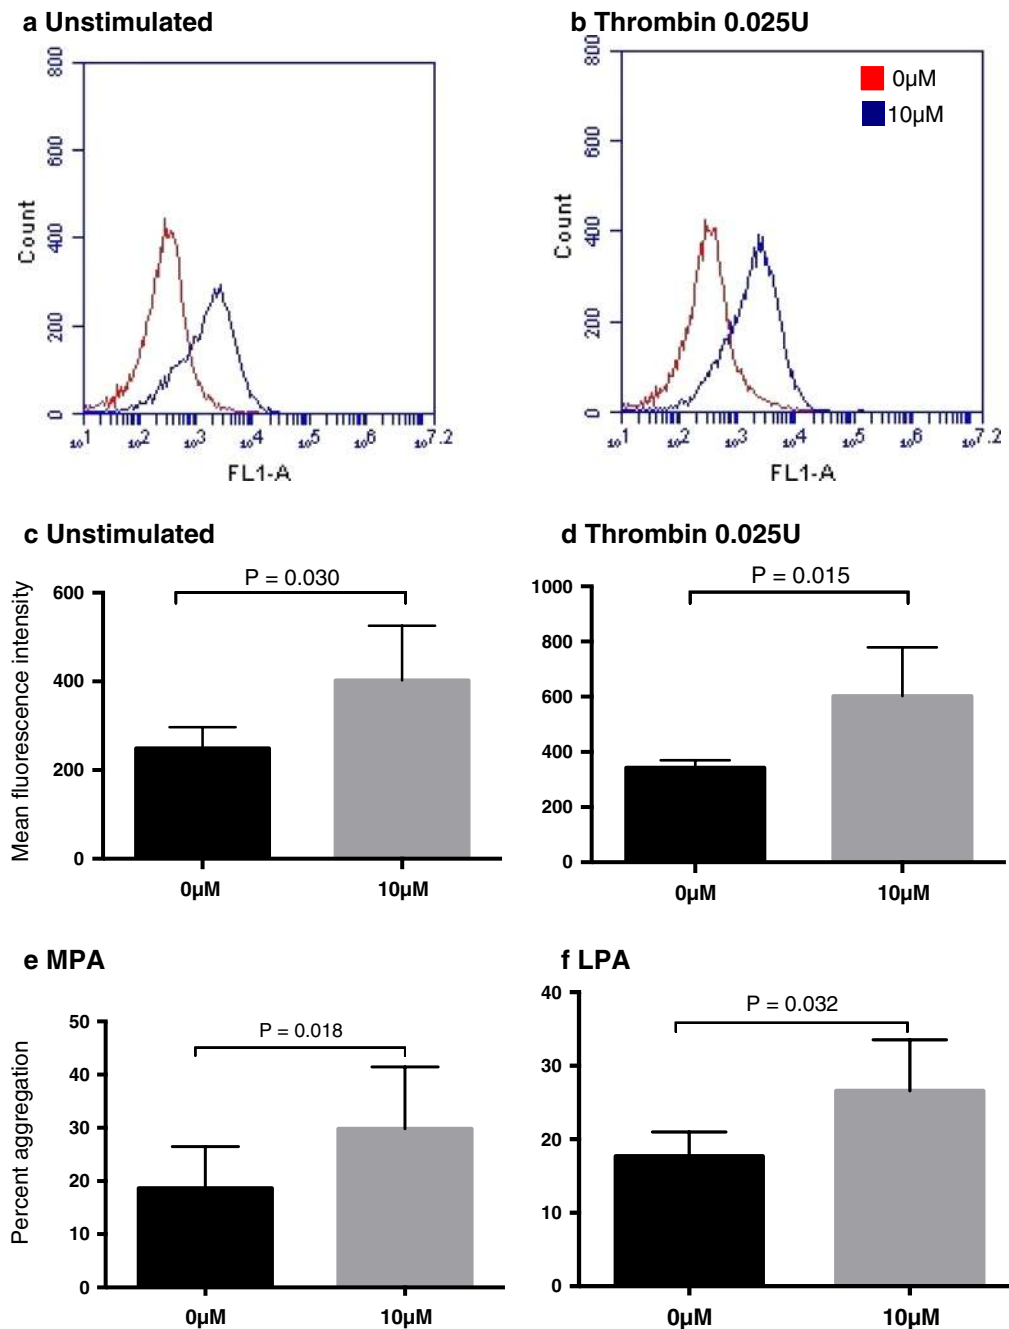 a Unstimulated
b Thrombin 0.025U
800
600
400
200
0
Count
10^1 10^2 10^3 10^4 10^5 10^6 10^7.2
FL1-A
800
600
400
200
0
Count
0µM
10µM
10^1 10^2 10^3 10^4 10^5 10^6 10^7.2
FL1-A
c Unstimulated
P = 0.030
Mean fluorescence intensity
600
400
200
0
0µM 10µM
d Thrombin 0.025U
P = 0.015
1000
800
600
400
200
0
0µM 10µM
e MPA
P = 0.018
Percent aggregation
50
40
30
20
10
0
0µM 10µM
f LPA
P = 0.032
40
30
20
10
0
0µM 10µM